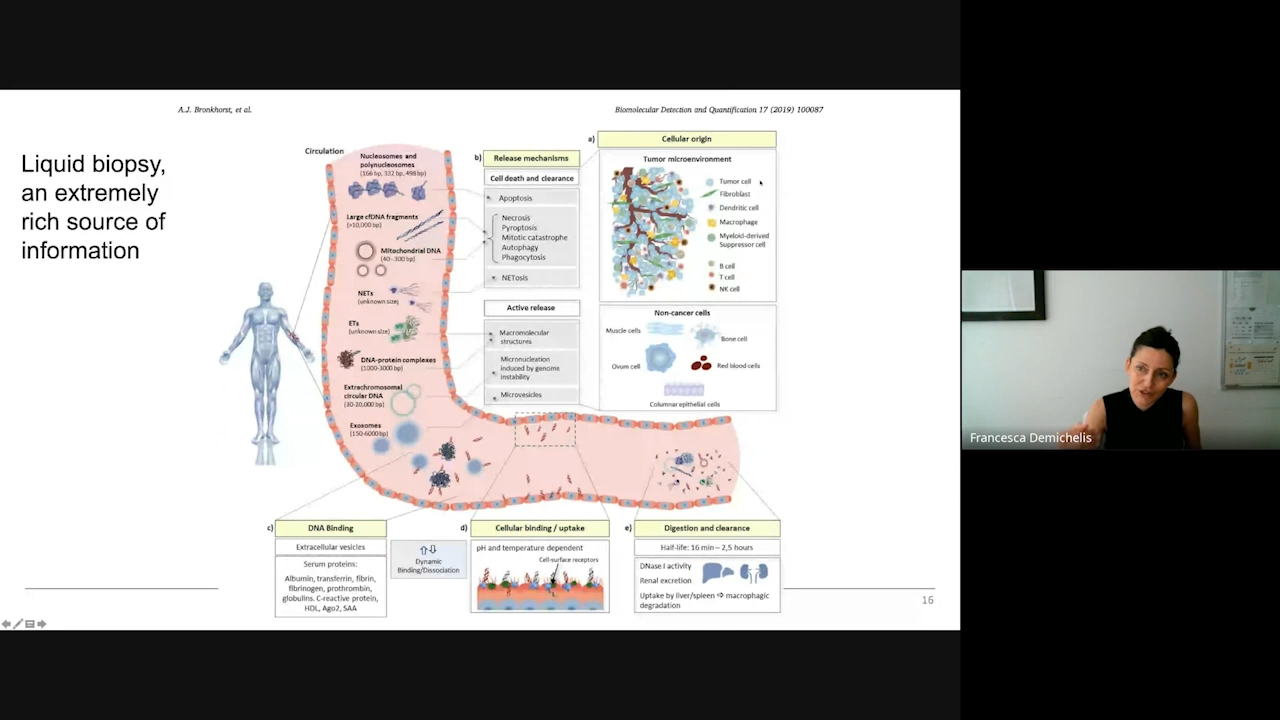 A.J. Bronkhorst, et al.
Biomolecular Detection and Quantification 17 (2019) 100087
Liquid biopsy,
an extremely
rich source of
information
Circulation
Nucleosomes and
polynucleosomes
(166 bp, 332 bp, 498 bp)
Large cfDNA fragments
(>10,000 bp)
Mitochondrial DNA
(40–300 bp)
NETs
(unknown size)
ETs
(unknown size)
DNA-protein complexes
(1000-3000 bp)
Extrachromosomal
circular DNA
(30-20,000 bp)
Exosomes
(150-6000 bp)
b)
Release mechanisms
Cell death and clearance
Apoptosis
Necrosis
Pyroptosis
Mitotic catastrophe
Autophagy
Phagocytosis
NETosis
Active release
Macromolecular
structures
Micronucleation
induced by genome
instability
Microvesicles
a)
Cellular origin
Tumor microenvironment
Tumor cell
Fibroblast
Dendritic cell
Macrophage
Myeloid-derived
Suppressor cell
B cell
T cell
NK cell
Non-cancer cells
Muscle cells
Bone cell
Ovum cell
Red blood cells
Columnar epithelial cells
c)
DNA Binding
Extracellular vesicles
Serum proteins:
Albumin, transferrin, fibrin,
fibrinogen, prothrombin,
globulins. C-reactive protein,
HDL, Ago2, SAA
Dynamic
Binding/Dissociation
d)
Cellular binding / uptake
pH and temperature dependent
Cell-surface receptors
e)
Digestion and clearance
Half-life: 16 min – 2,5 hours
DNase I activity
Renal excretion
Uptake by liver/spleen ⇨ macrophagic
degradation
16
Francesca Demichelis